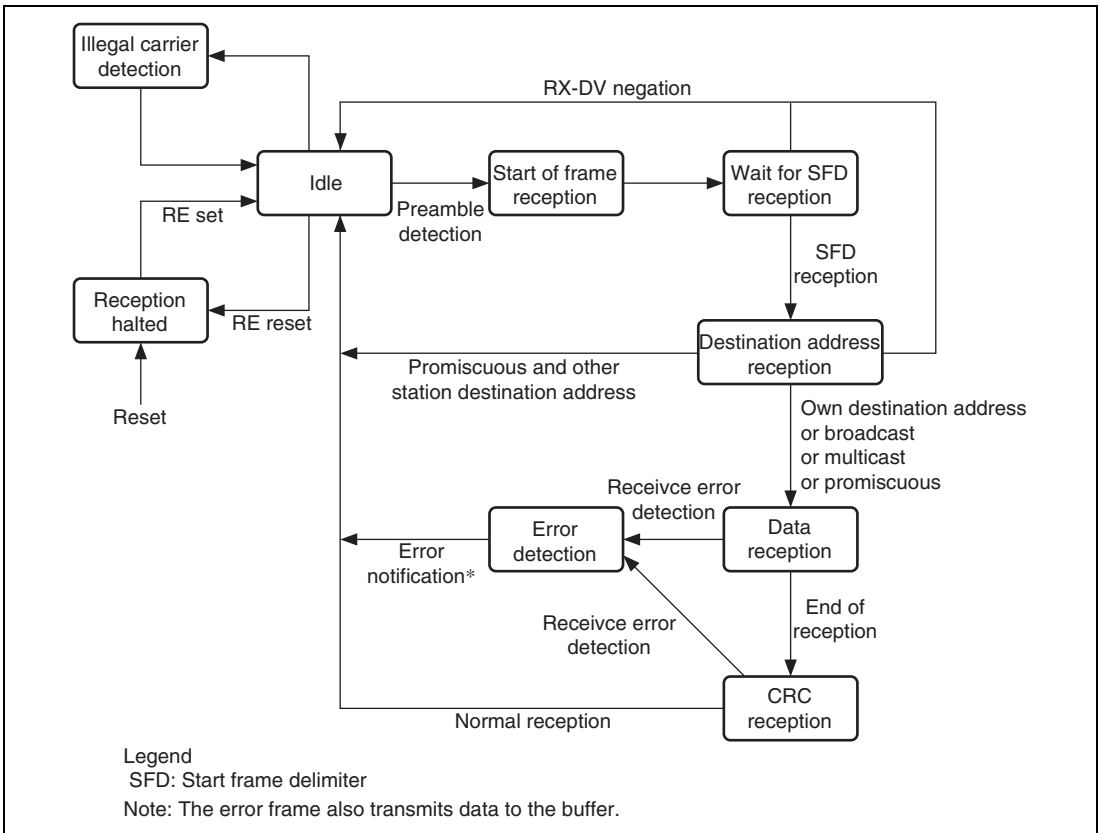 Illegal carrier
detection
RX-DV negation
Idle
Start of frame
reception
Wait for SFD
reception
Preamble
detection
RE set
SFD
reception
Reception
halted
RE reset
Destination address
reception
Promiscuous and other
station destination address
Reset
Own destination address
or broadcast
or multicast
or promiscuous
Receivce error
detection
Error
detection
Data
reception
Error
notification*
End of
reception
Receivce error
detection
CRC
reception
Normal reception
Legend
SFD: Start frame delimiter
Note: The error frame also transmits data to the buffer.